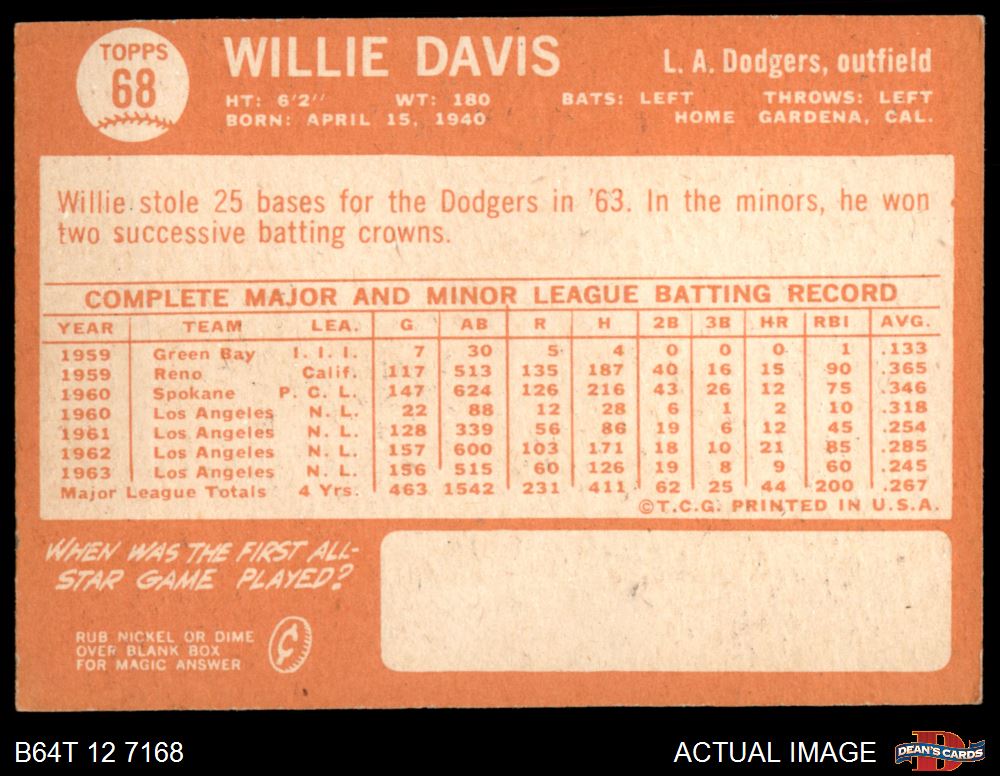 TOPPS
68
WILLIE DAVIS
L. A. Dodgers, outfield
HT: 6'2" WT: 180 BATS: LEFT THROWS: LEFT
BORN: APRIL 15, 1940 HOME GARDENA, CAL.
Willie stole 25 bases for the Dodgers in '63. In the minors, he won
two successive batting crowns.
COMPLETE MAJOR AND MINOR LEAGUE BATTING RECORD
YEAR TEAM LEA. G AB R H 2B 3B HR RBI AVG.
1959 Green Bay I. I. I. 7 30 5 4 0 0 0 1 .133
1959 Reno Calif. 117 513 135 187 40 16 15 90 .365
1960 Spokane P. C. L. 147 624 126 216 43 26 12 75 .346
1960 Los Angeles N. L. 22 88 12 28 6 1 2 10 .318
1961 Los Angeles N. L. 128 339 56 86 19 6 12 45 .254
1962 Los Angeles N. L. 157 600 103 171 18 10 21 85 .285
1963 Los Angeles N. L. 156 515 60 126 19 8 9 60 .245
Major League Totals 4 Yrs. 463 1542 231 411 62 25 44 200 .267
©T.C.G. PRINTED IN U.S.A.
WHEN WAS THE FIRST ALL-
STAR GAME PLAYED?
RUB NICKEL OR DIME
OVER BLANK BOX
FOR MAGIC ANSWER
¢
B64T 12 7168
ACTUAL IMAGE
D
DEAN'S CARDS